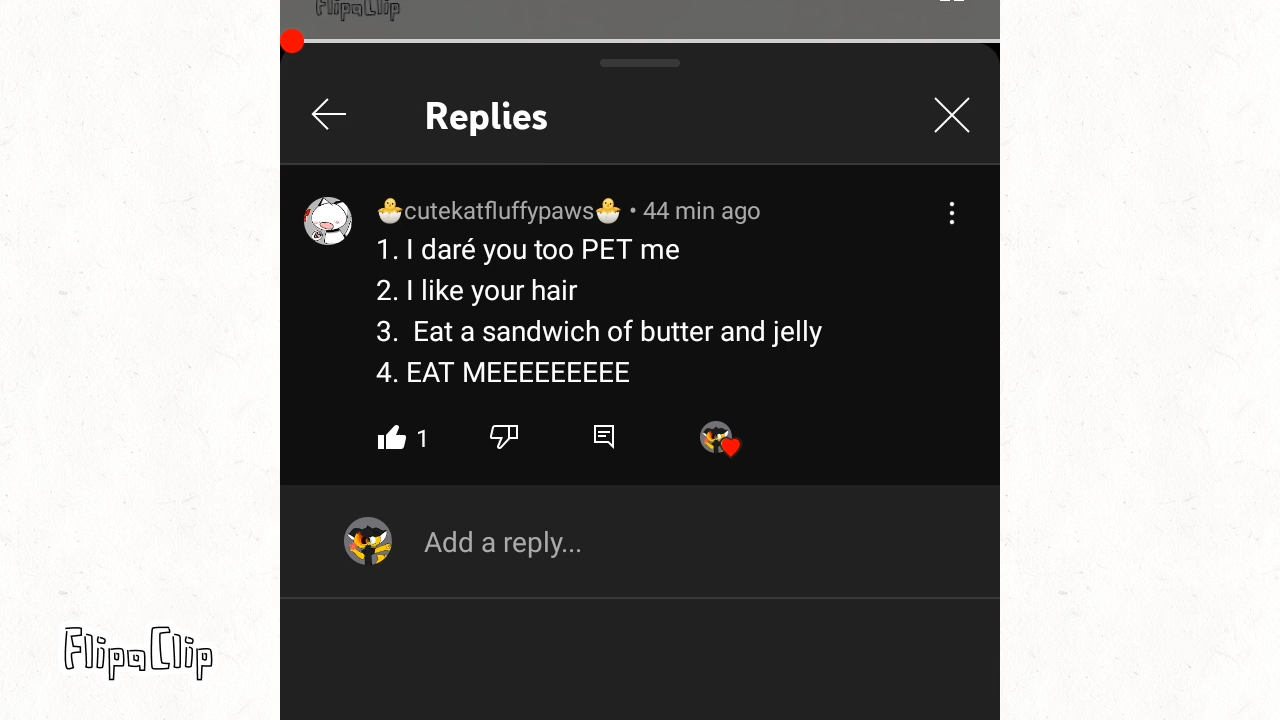 FlipaClip
Replies
🐣cutekatfluffypaws🐣 • 44 min ago
1. I daré you too PET me
2. I like your hair
3.  Eat a sandwich of butter and jelly
4. EAT MEEEEEEEEE
1
Add a reply...
FlipaClip